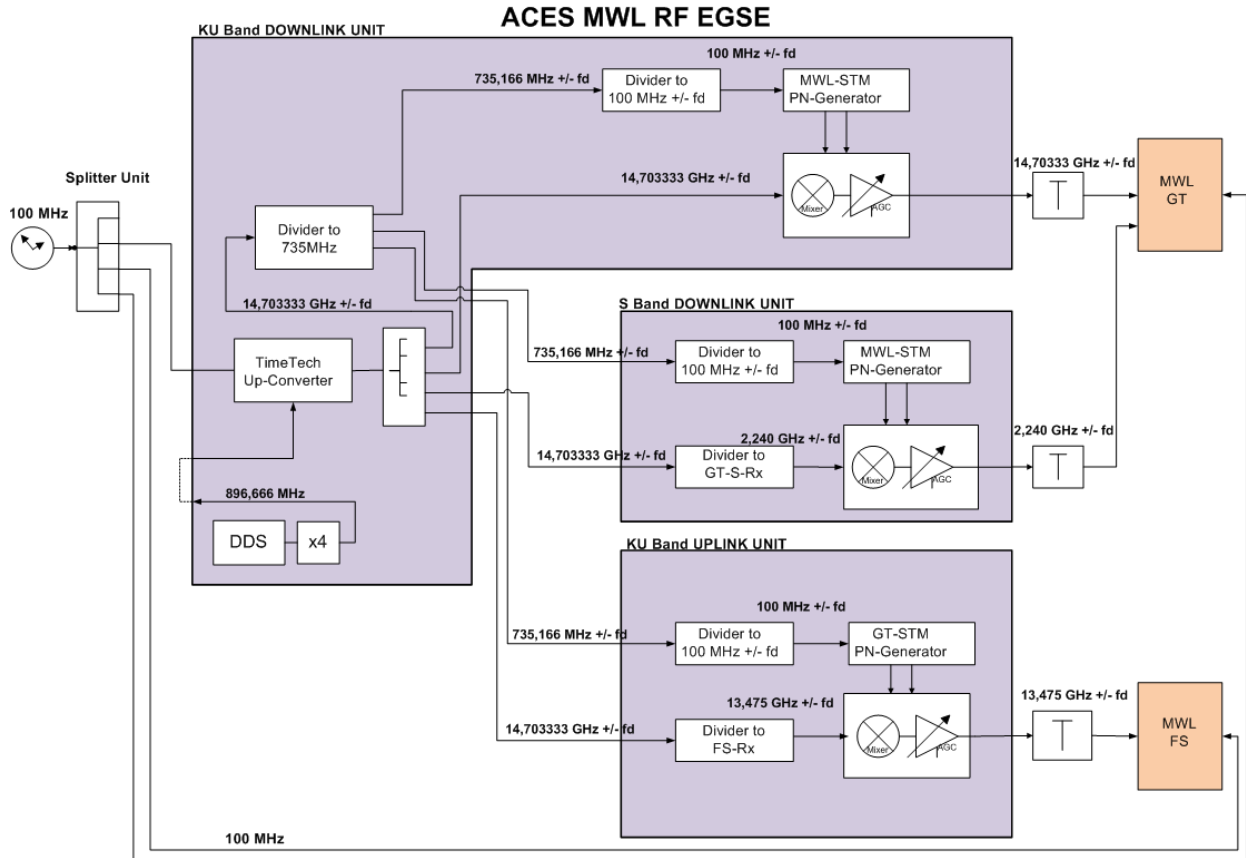 ACES MWL RF EGSE
KU Band DOWNLINK UNIT
100 MHz +/- fd
735,166 MHz +/- fd
Divider to
100 MHz +/- fd
MWL-STM
PN-Generator
14,703333 GHz +/- fd
Mixer
AGC
14,70333 GHz +/- fd
T
MWL
GT
Splitter Unit
100 MHz
Divider to
735MHz
14,703333 GHz +/- fd
TimeTech
Up-Converter
896,666 MHz
DDS
x4
S Band DOWNLINK UNIT
100 MHz +/- fd
735,166 MHz +/- fd
Divider to
100 MHz +/- fd
MWL-STM
PN-Generator
14,703333 GHz +/- fd
Divider to
GT-S-Rx
2,240 GHz +/- fd
Mixer
AGC
2,240 GHz +/- fd
T
KU Band UPLINK UNIT
100 MHz +/- fd
735,166 MHz +/- fd
Divider to
100 MHz +/- fd
GT-STM
PN-Generator
14,703333 GHz +/- fd
Divider to
FS-Rx
13,475 GHz +/- fd
Mixer
AGC
13,475 GHz +/- fd
T
MWL
FS
100 MHz